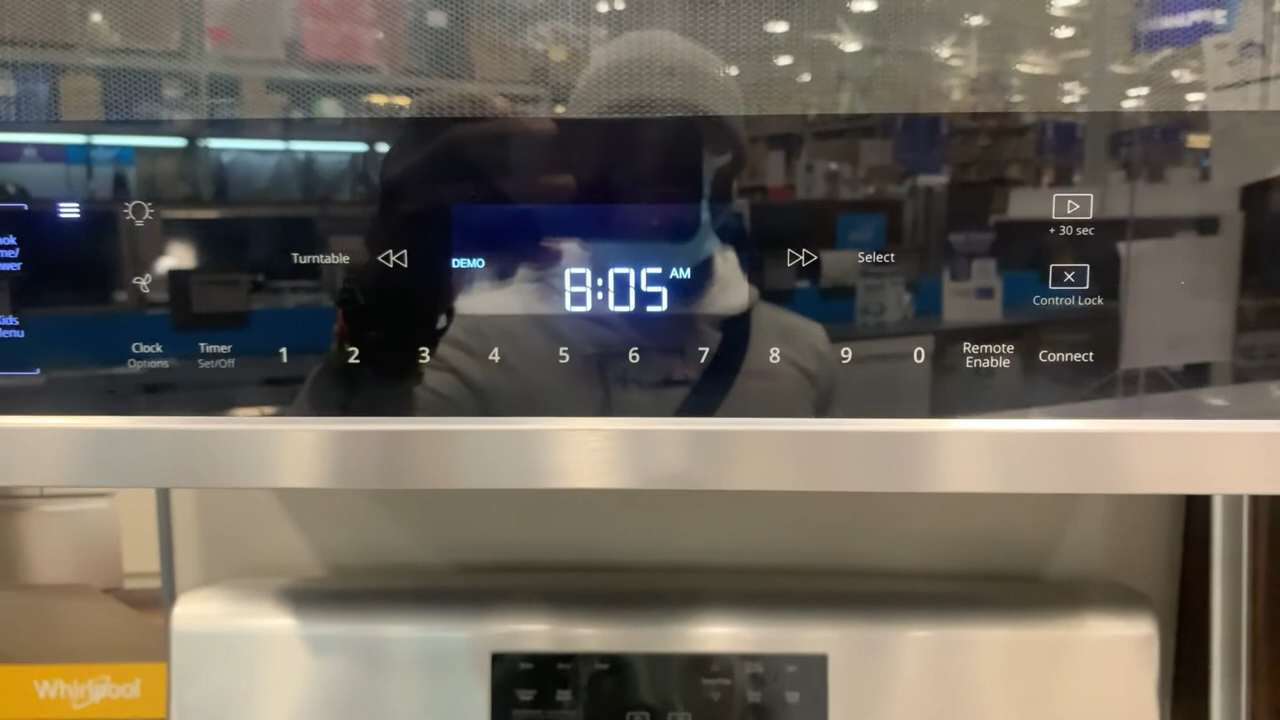 + 30 sec
Turntable
Select
DEMO
8:05 AM
Control Lock
Clock
Options
Timer
Set/Off
1 2 3 4 5 6 7 8 9 0
Remote
Enable
Connect
Whirlpool